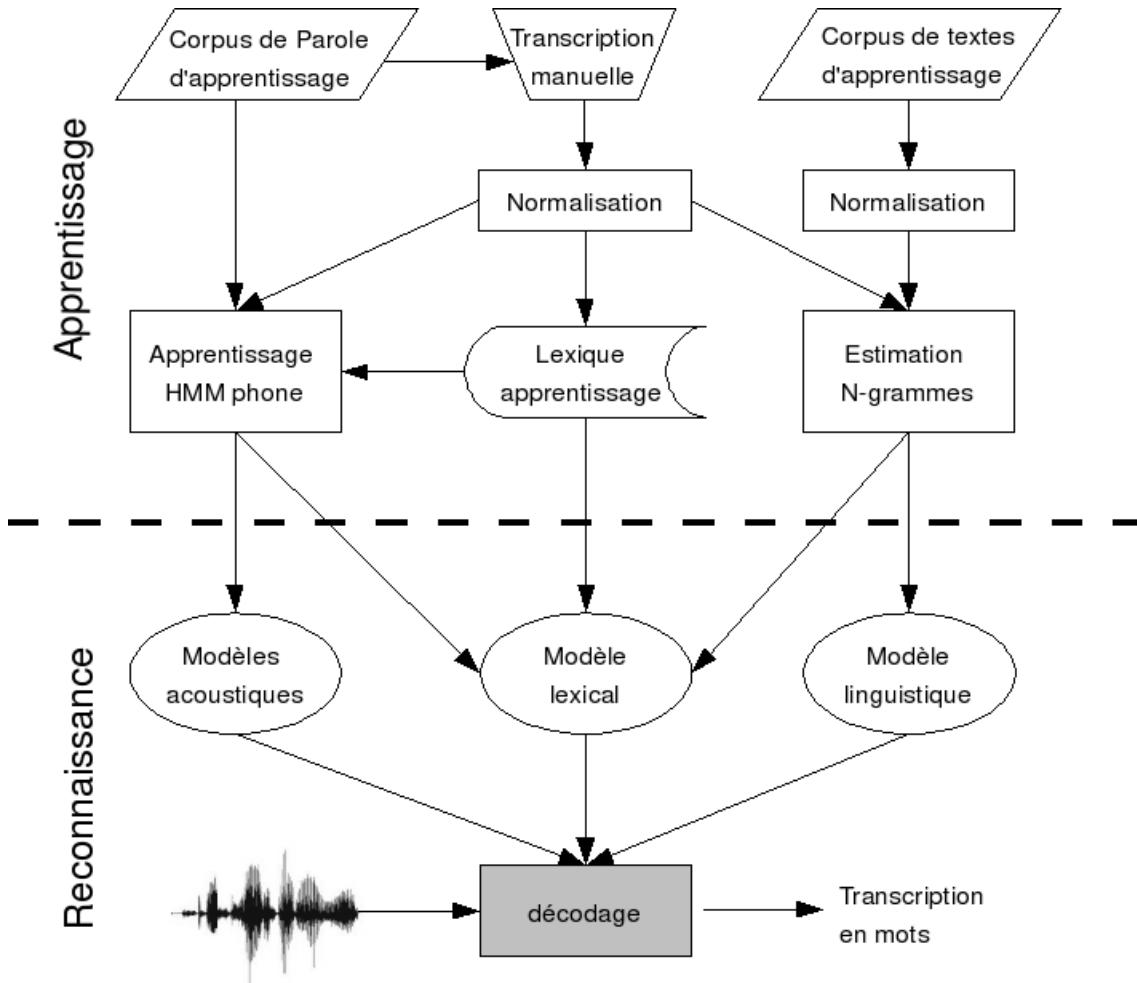 Corpus de Parole
d'apprentissage
Transcription
manuelle
Corpus de textes
d'apprentissage
Apprentissage
Normalisation
Normalisation
Apprentissage
HMM phone
Lexique
apprentissage
Estimation
N-grammes
Reconnaissance
Modèles
acoustiques
Modèle
lexical
Modèle
linguistique
décodage
Transcription
en mots